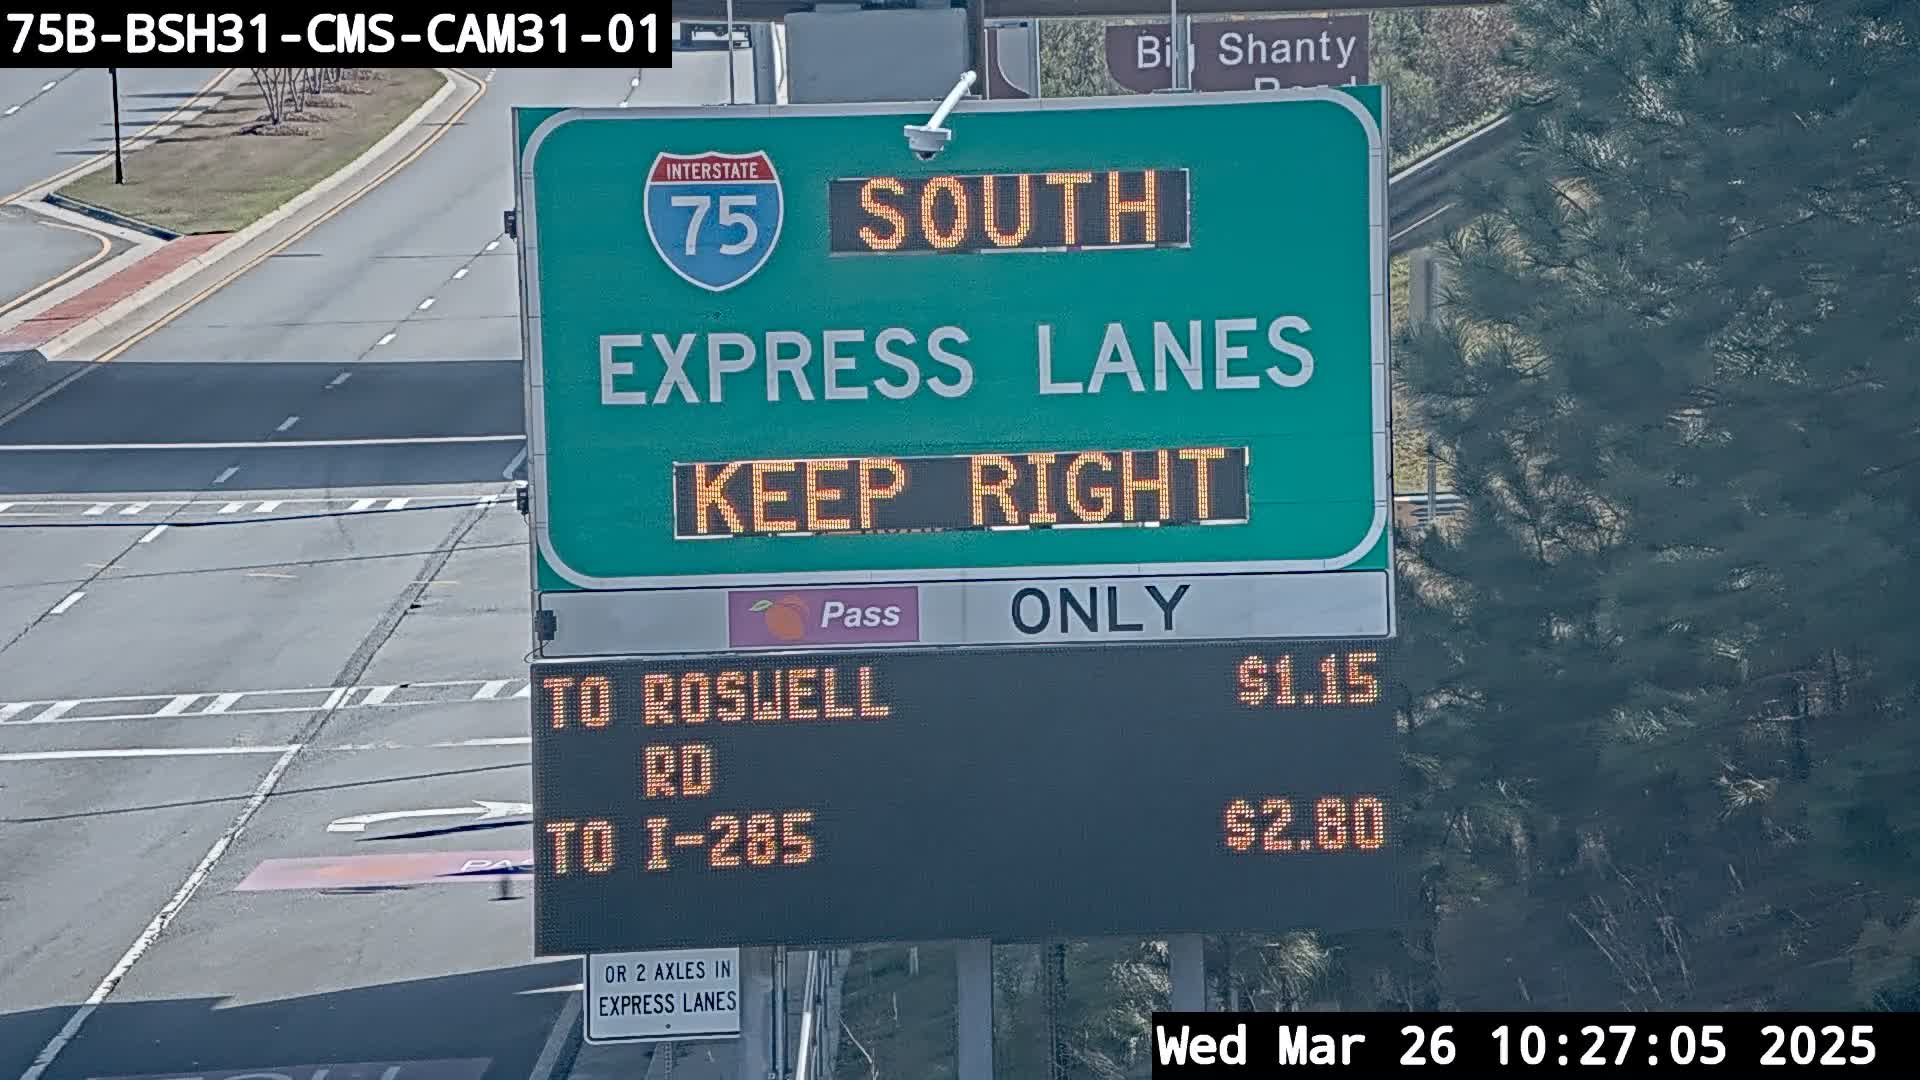 75B-BSH31-CMS-CAM31-01
Big Shanty
Road
INTERSTATE
75
SOUTH
EXPRESS LANES
KEEP RIGHT
Pass ONLY
TO ROSWELL $1.15
RD
TO I-285 $2.80
OR 2 AXLES IN
EXPRESS LANES
Wed Mar 26 10:27:05 2025